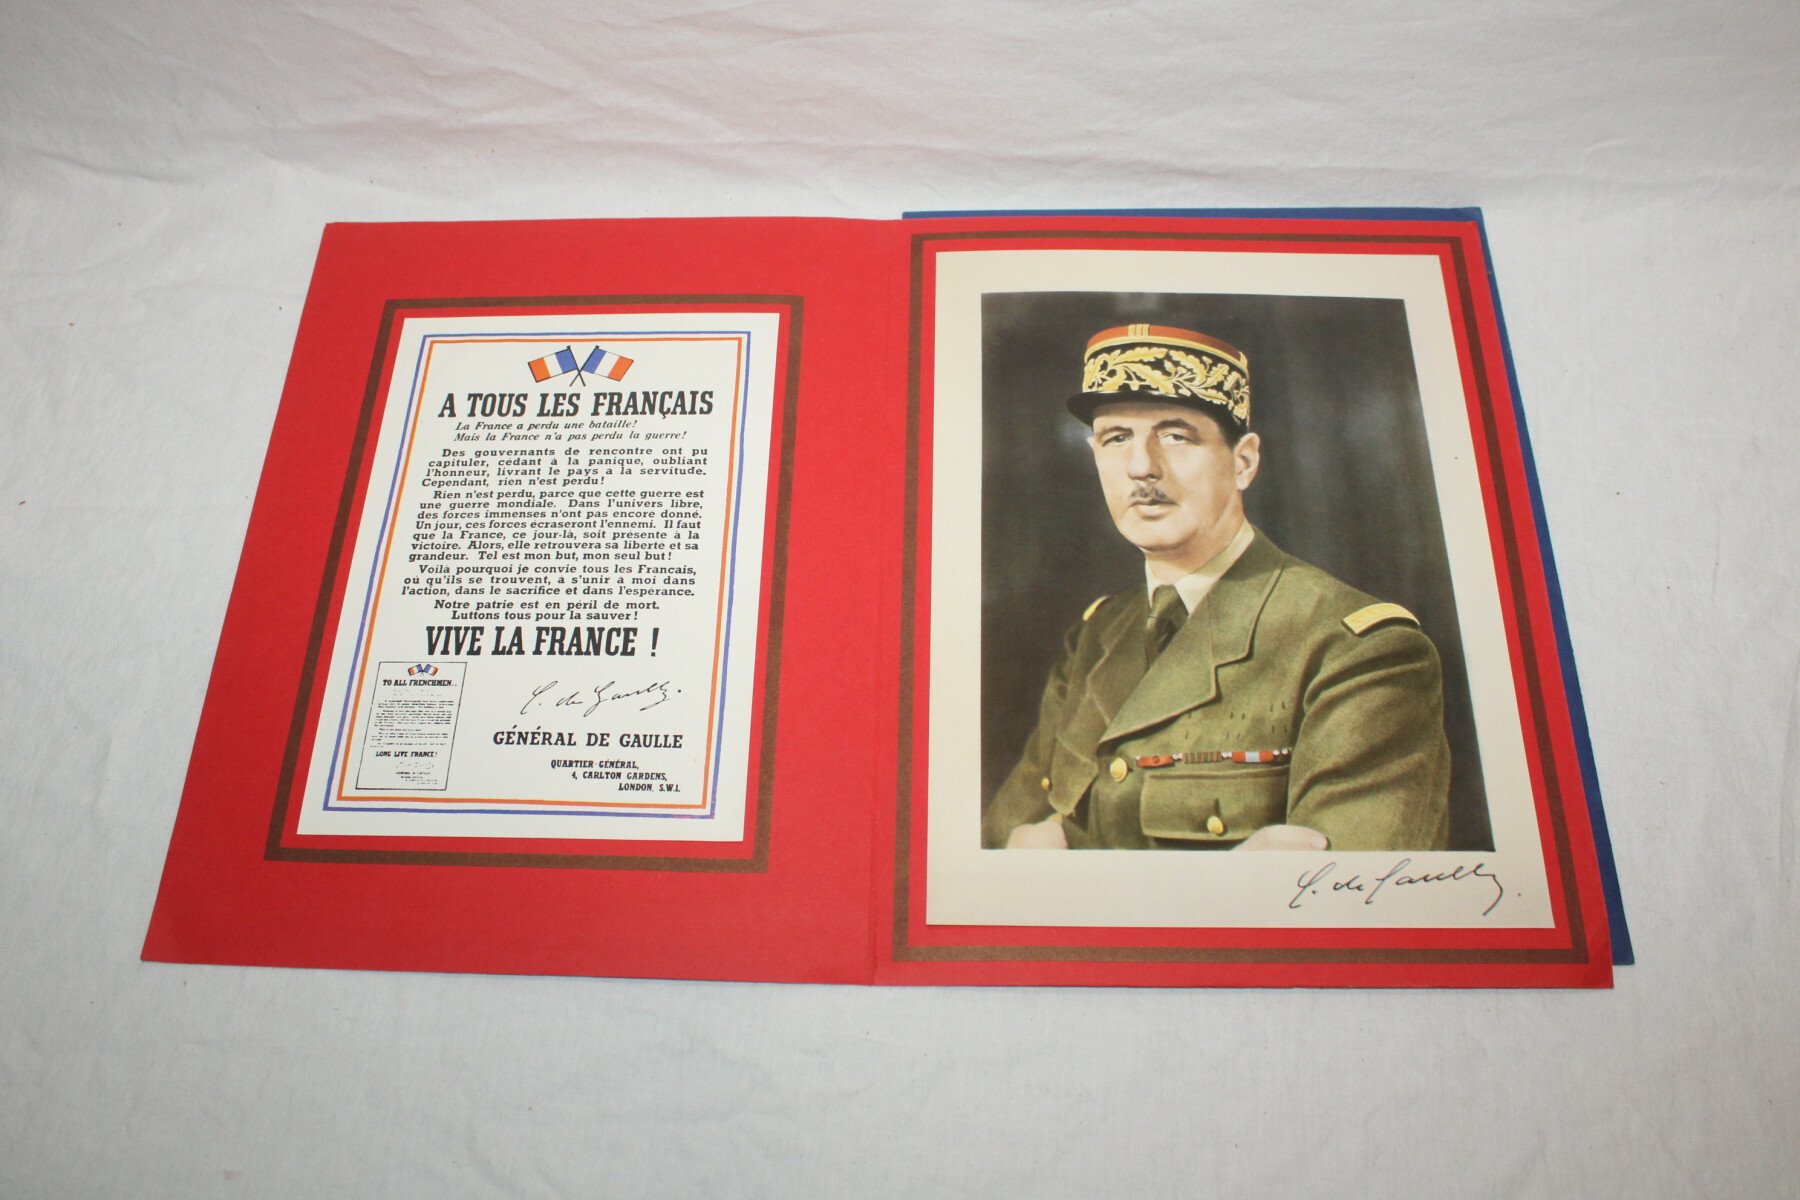 A TOUS LES FRANÇAIS
La France a perdu une bataille!
Mais la France n'a pas perdu la guerre!
Des gouvernants de rencontre ont pu
capituler, cédant à la panique, oubliant
l'honneur, livrant le pays à la servitude.
Cependant, rien n'est perdu!
Rien n'est perdu, parce que cette guerre est
une guerre mondiale. Dans l'univers libre,
des forces immenses n'ont pas encore donné.
Un jour, ces forces écraseront l'ennemi. Il faut
que la France, ce jour-là, soit présente à la
victoire. Alors, elle retrouvera sa liberté et sa
grandeur. Tel est mon but, mon seul but!
Voilà pourquoi je convie tous les Francais,
où qu'ils se trouvent, à s'unir à moi dans
l'action, dans le sacrifice et dans l'espérance.
Notre patrie est en péril de mort.
Luttons tous pour la sauver!
VIVE LA FRANCE !
TO ALL FRENCHMEN..
LONG LIVE FRANCE!
C. de Gaulle.
GÉNÉRAL DE GAULLE
QUARTIER-GÉNÉRAL,
4, CARLTON GARDENS,
LONDON, S.W.1.
C. de Gaulle.